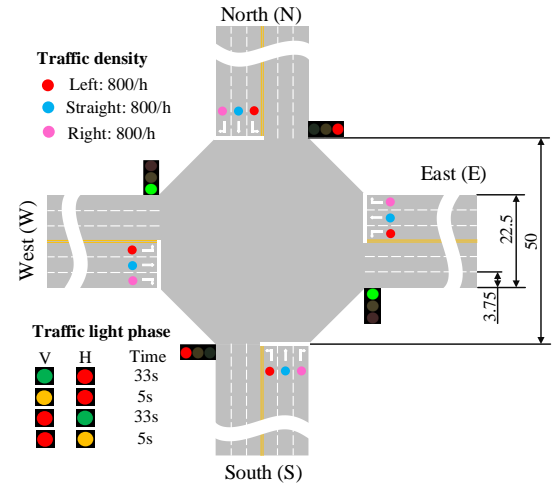 North (N)
Traffic density
Left: 800/h
Straight: 800/h
Right: 800/h
East (E)
West (W)
22.5
50
3.75
Traffic light phase
V H Time
33s
5s
33s
5s
South (S)